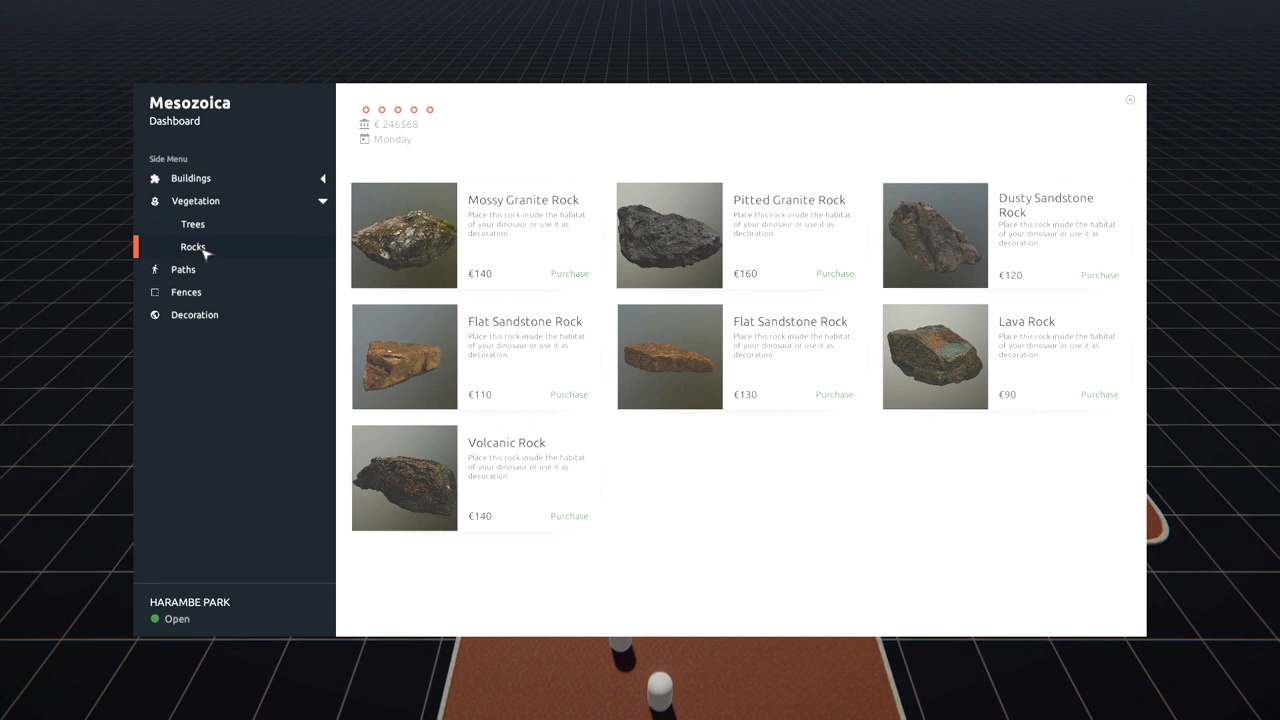 Mesozoica
Dashboard
Side Menu
Buildings
Vegetation
Trees
Rocks
Paths
Fences
Decoration
HARAMBE PARK
Open
€ 246568
Monday
Mossy Granite Rock
Place this rock inside the habitat
of your dinosaur or use it as
decoration.
€140 Purchase
Pitted Granite Rock
Place this rock inside the habitat
of your dinosaur or use it as
decoration.
€160 Purchase
Dusty Sandstone
Rock
Place this rock inside the habitat
of your dinosaur or use it as
decoration.
€120 Purchase
Flat Sandstone Rock
Place this rock inside the habitat
of your dinosaur or use it as
decoration.
€110 Purchase
Flat Sandstone Rock
Place this rock inside the habitat
of your dinosaur or use it as
decoration.
€130 Purchase
Lava Rock
Place this rock inside the habitat
of your dinosaur or use it as
decoration.
€90 Purchase
Volcanic Rock
Place this rock inside the habitat
of your dinosaur or use it as
decoration.
€140 Purchase